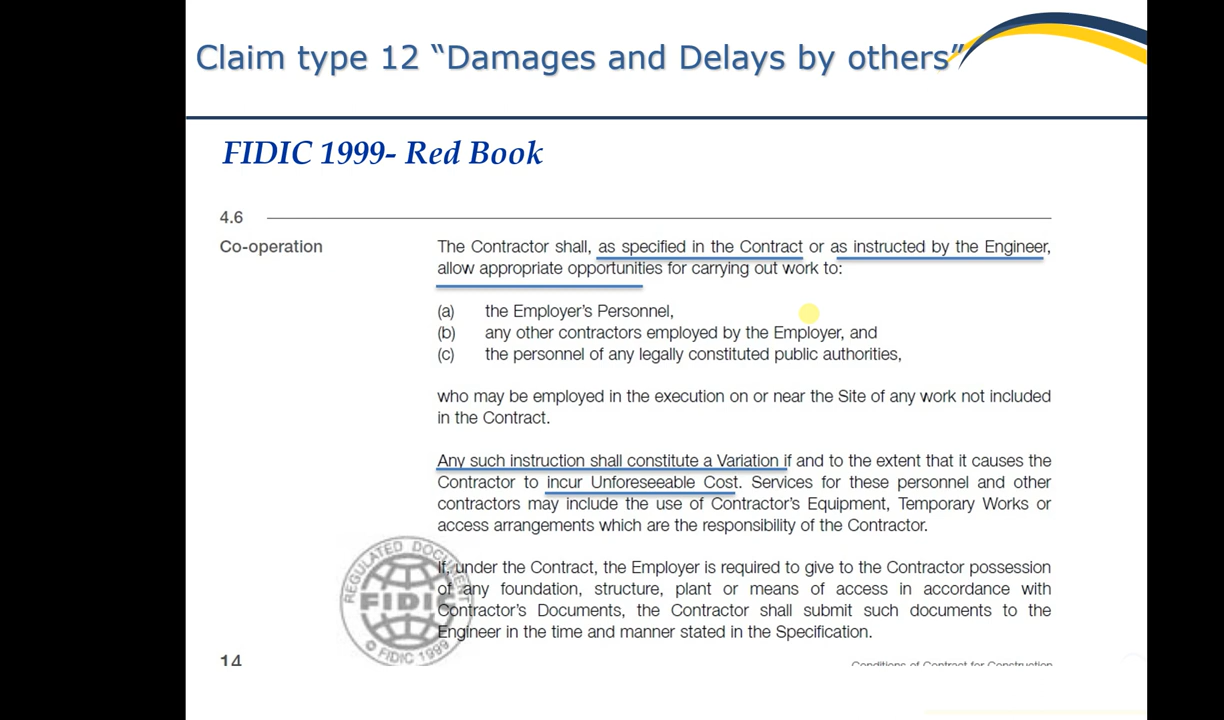 Claim type 12 “Damages and Delays by others”
FIDIC 1999- Red Book
4.6
Co-operation
The Contractor shall, as specified in the Contract or as instructed by the Engineer,
allow appropriate opportunities for carrying out work to:
(a) the Employer's Personnel,
(b) any other contractors employed by the Employer, and
(c) the personnel of any legally constituted public authorities,
who may be employed in the execution on or near the Site of any work not included
in the Contract.
Any such instruction shall constitute a Variation if and to the extent that it causes the
Contractor to incur Unforeseeable Cost. Services for these personnel and other
contractors may include the use of Contractor's Equipment, Temporary Works or
access arrangements which are the responsibility of the Contractor.
If, under the Contract, the Employer is required to give to the Contractor possession
of any foundation, structure, plant or means of access in accordance with
Contractor's Documents, the Contractor shall submit such documents to the
Engineer in the time and manner stated in the Specification.
REGULATED DOCUMENT
FIDIC
© FIDIC 1999
14
Conditions of Contract for Construction